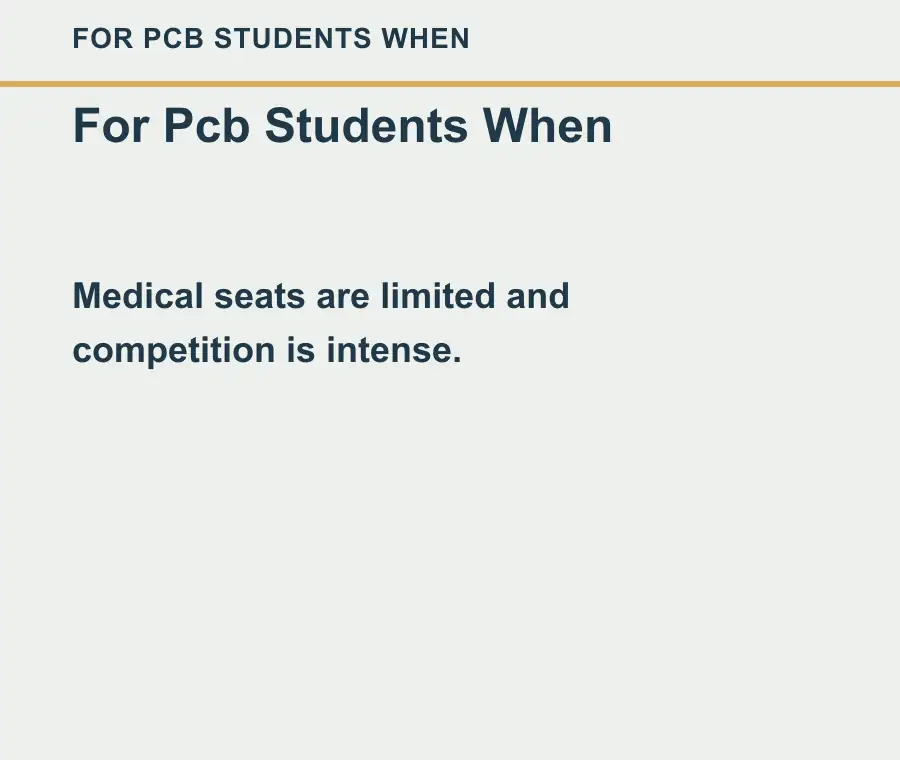 FOR PCB STUDENTS WHEN
For Pcb Students When
Medical seats are limited and
competition is intense.